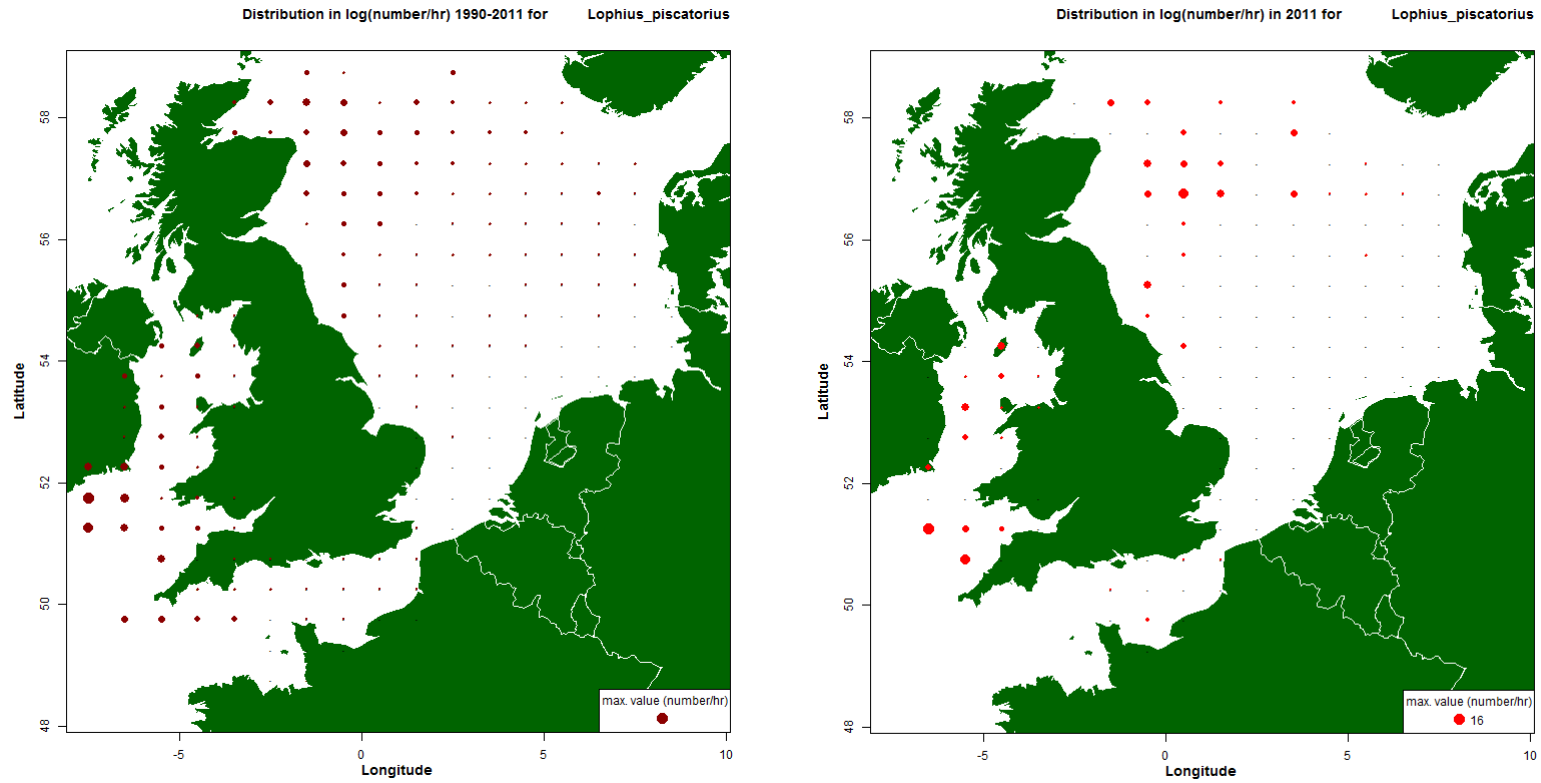 Distribution in log(number/hr) 1990-2011 for Lophius_piscatorius
58
56
54
52
50
48
Latitude
-5
0
5
10
Longitude
max. value (number/hr)
Distribution in log(number/hr) in 2011 for Lophius_piscatorius
58
56
54
52
50
48
Latitude
-5
0
5
10
Longitude
max. value (number/hr)
16